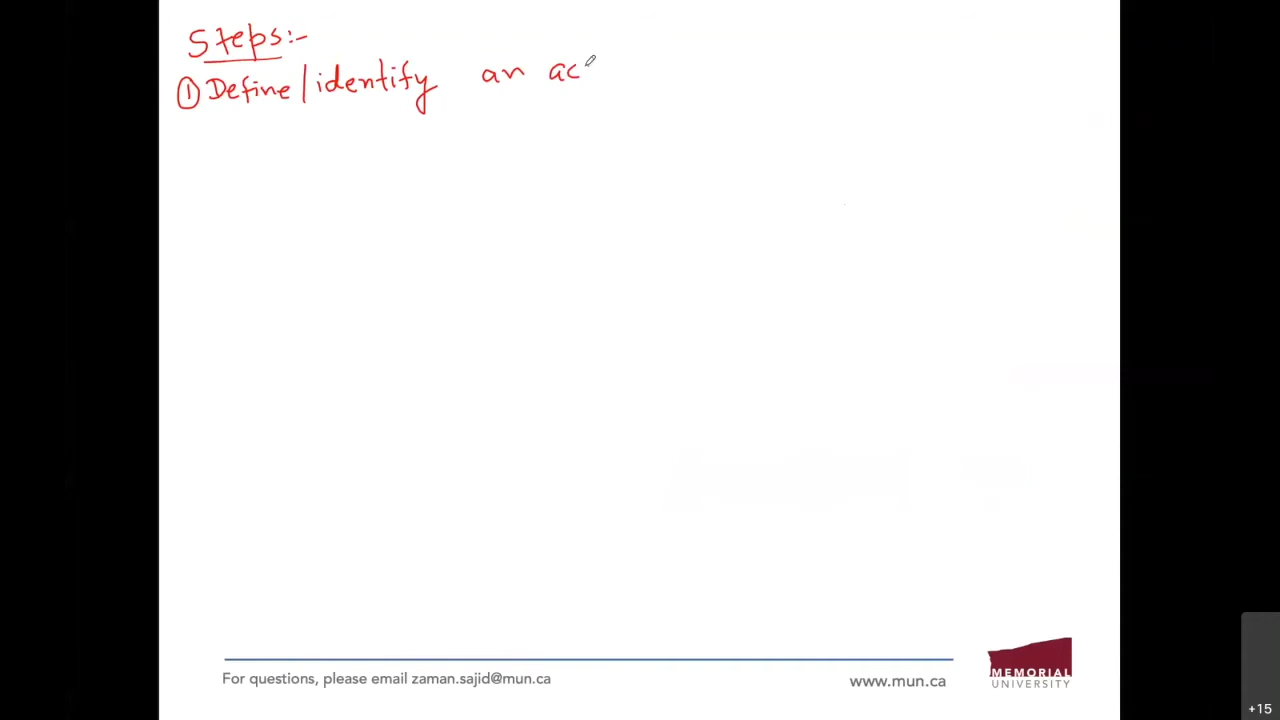 Steps:-
① Define/identify an ac
For questions, please email zaman.sajid@mun.ca
www.mun.ca
MEMORIAL
UNIVERSITY
+15